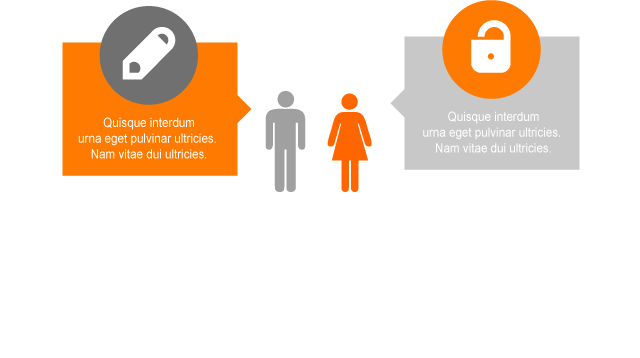 Quisque interdum
urna eget pulvinar ultricies.
Nam vitae dui ultricies.
Quisque interdum
urna eget pulvinar ultricies.
Nam vitae dui ultricies.